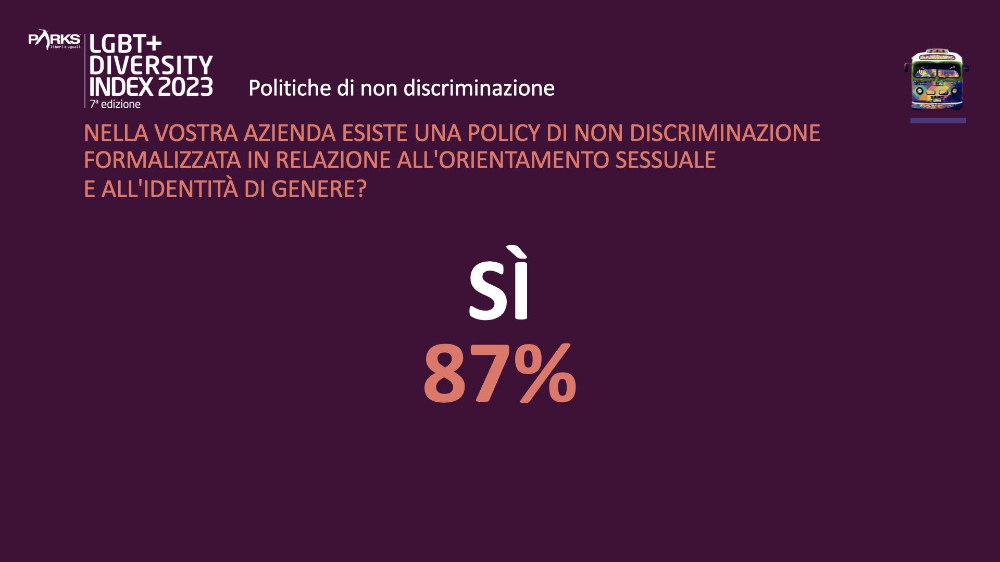 PARKS
liberi e uguali
LGBT+
DIVERSITY
INDEX 2023
7ª edizione
Politiche di non discriminazione
NELLA VOSTRA AZIENDA ESISTE UNA POLICY DI NON DISCRIMINAZIONE
FORMALIZZATA IN RELAZIONE ALL'ORIENTAMENTO SESSUALE
E ALL'IDENTITÀ DI GENERE?
SÌ
87%